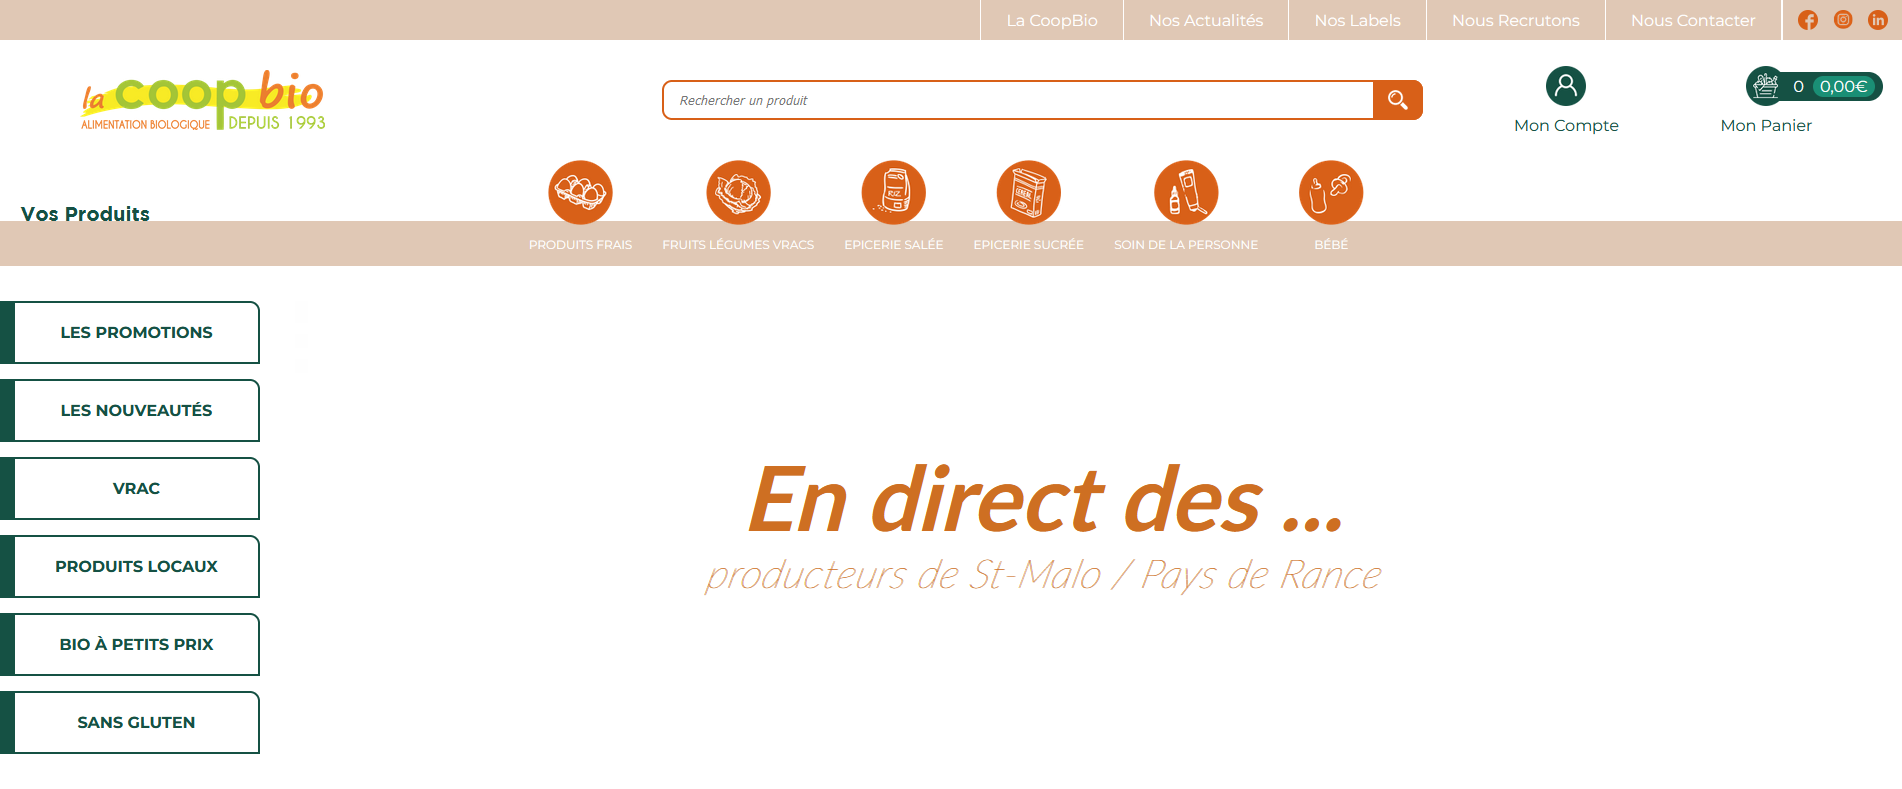 La CoopBio
Nos Actualités
Nos Labels
Nous Recrutons
Nous Contacter
la coop bio
ALIMENTATION BIOLOGIQUE DEPUIS 1993
Rechercher un produit
0 0,00€
Mon Compte
Mon Panier
Vos Produits
RIZ
PRODUITS FRAIS
FRUITS LÉGUMES VRACS
EPICERIE SALÉE
EPICERIE SUCRÉE
SOIN DE LA PERSONNE
BÉBÉ
LES PROMOTIONS
LES NOUVEAUTÉS
VRAC
PRODUITS LOCAUX
BIO À PETITS PRIX
SANS GLUTEN
En direct des ...
producteurs de St-Malo / Pays de Rance